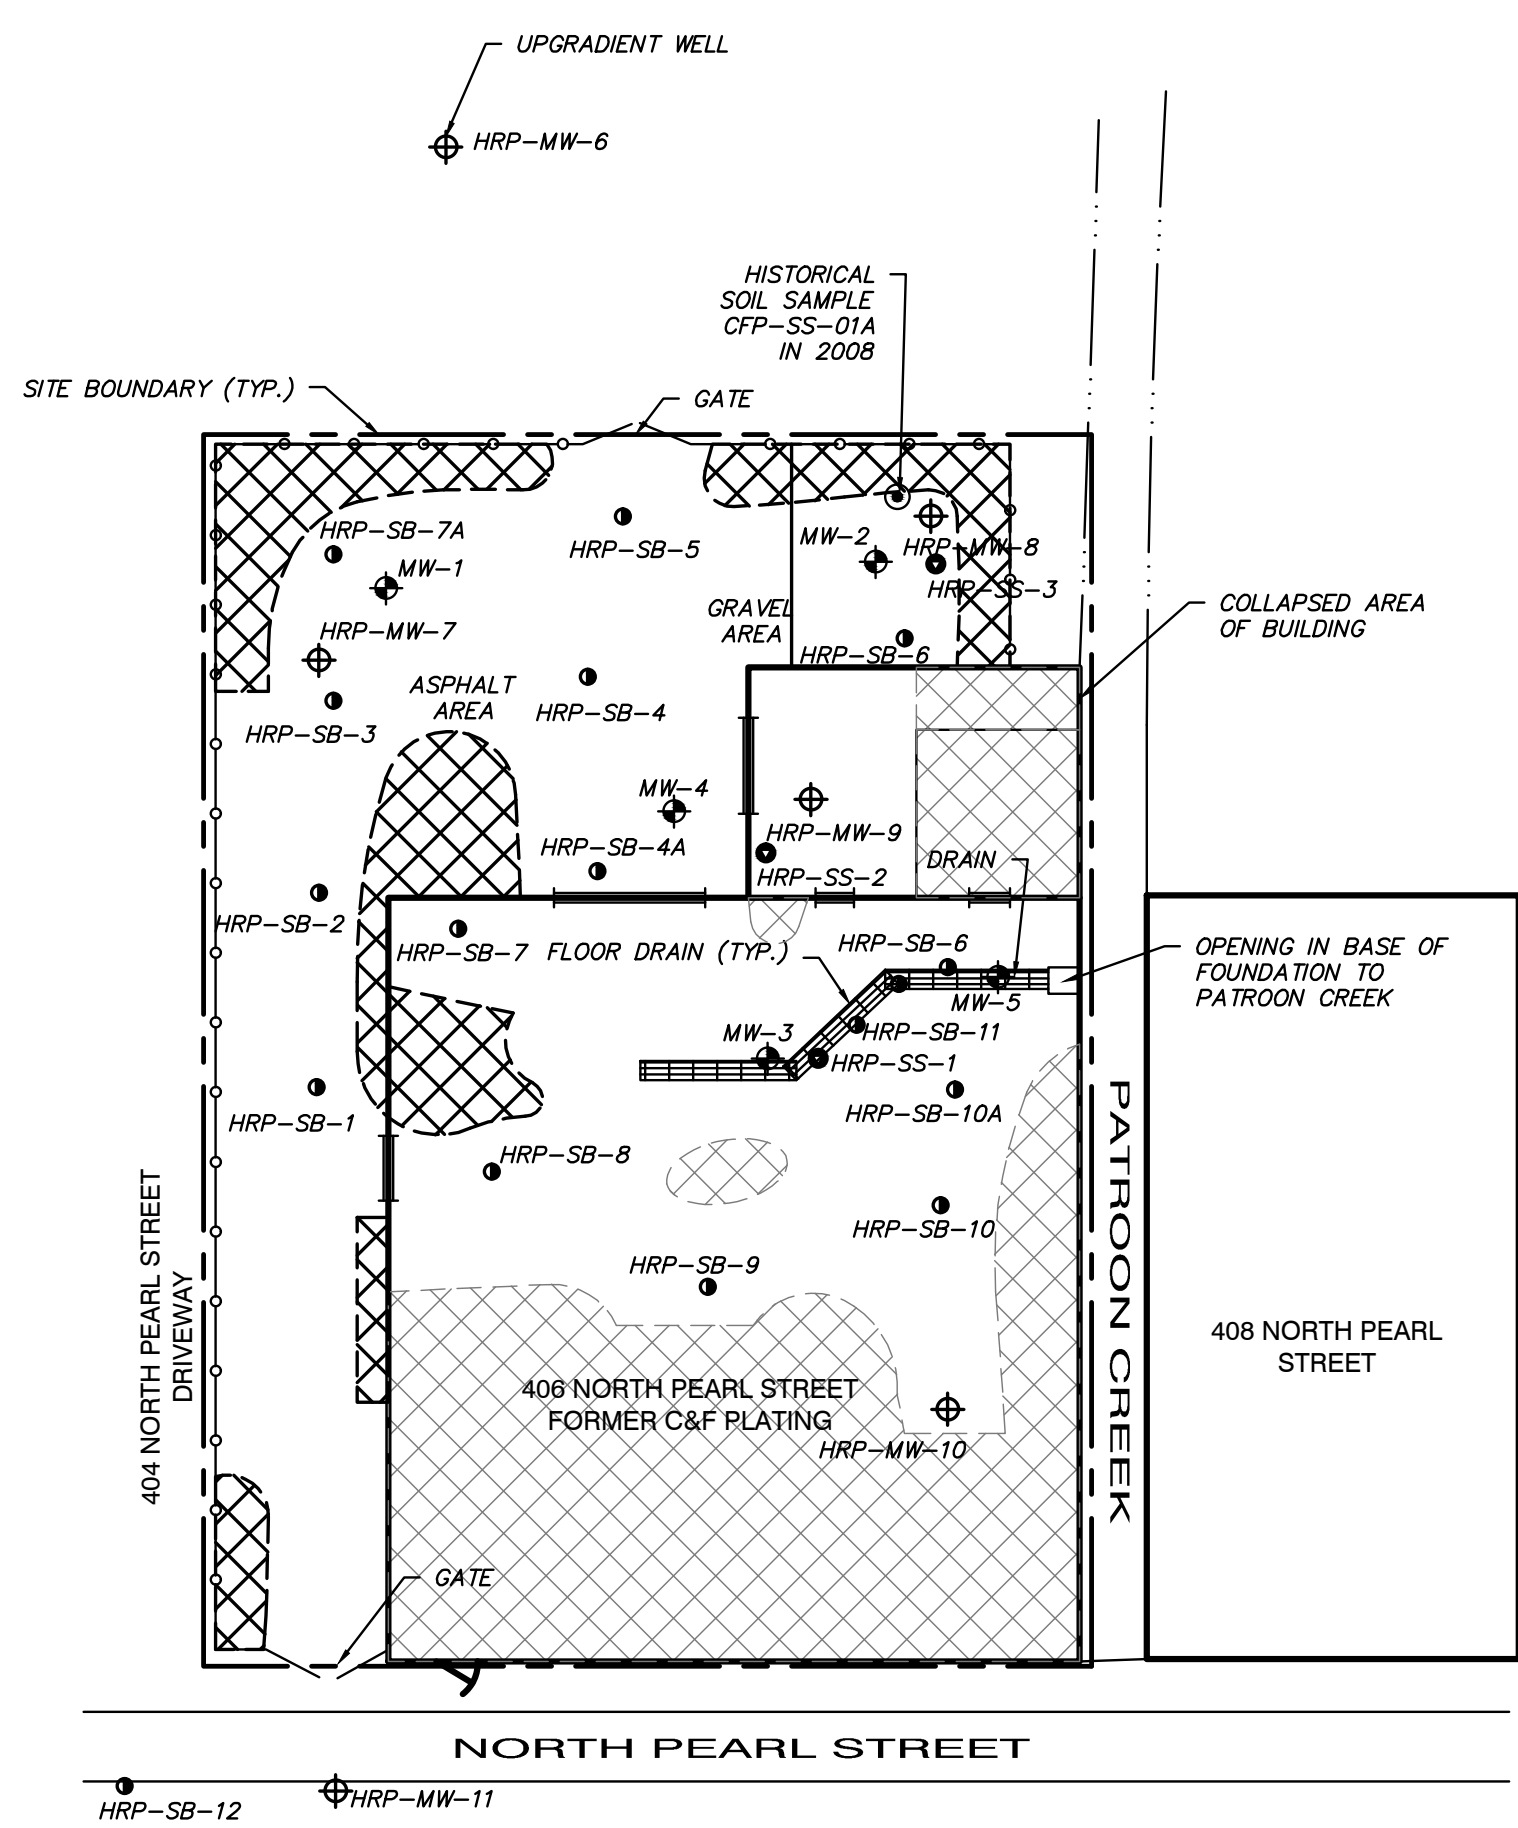 UPGRADIENT WELL
HRP-MW-6
HISTORICAL
SOIL SAMPLE
CFP-SS-01A
IN 2008
SITE BOUNDARY (TYP.)
GATE
HRP-SB-7A
HRP-SB-5
MW-2
HRP-MW-8
MW-1
HRP-SS-3
GRAVEL
AREA
COLLAPSED AREA
OF BUILDING
HRP-MW-7
HRP-SB-6
ASPHALT
AREA
HRP-SB-4
HRP-SB-3
MW-4
HRP-MW-9
HRP-SB-4A
DRAIN
HRP-SS-2
HRP-SB-2
HRP-SB-7
FLOOR DRAIN (TYP.)
HRP-SB-6
OPENING IN BASE OF
FOUNDATION TO
PATROON CREEK
MW-5
MW-3
HRP-SB-11
HRP-SS-1
HRP-SB-10A
HRP-SB-1
HRP-SB-8
HRP-SB-10
HRP-SB-9
PATROON CREEK
404 NORTH PEARL STREET
DRIVEWAY
408 NORTH PEARL
STREET
406 NORTH PEARL STREET
FORMER C&F PLATING
HRP-MW-10
GATE
NORTH PEARL STREET
HRP-SB-12
HRP-MW-11